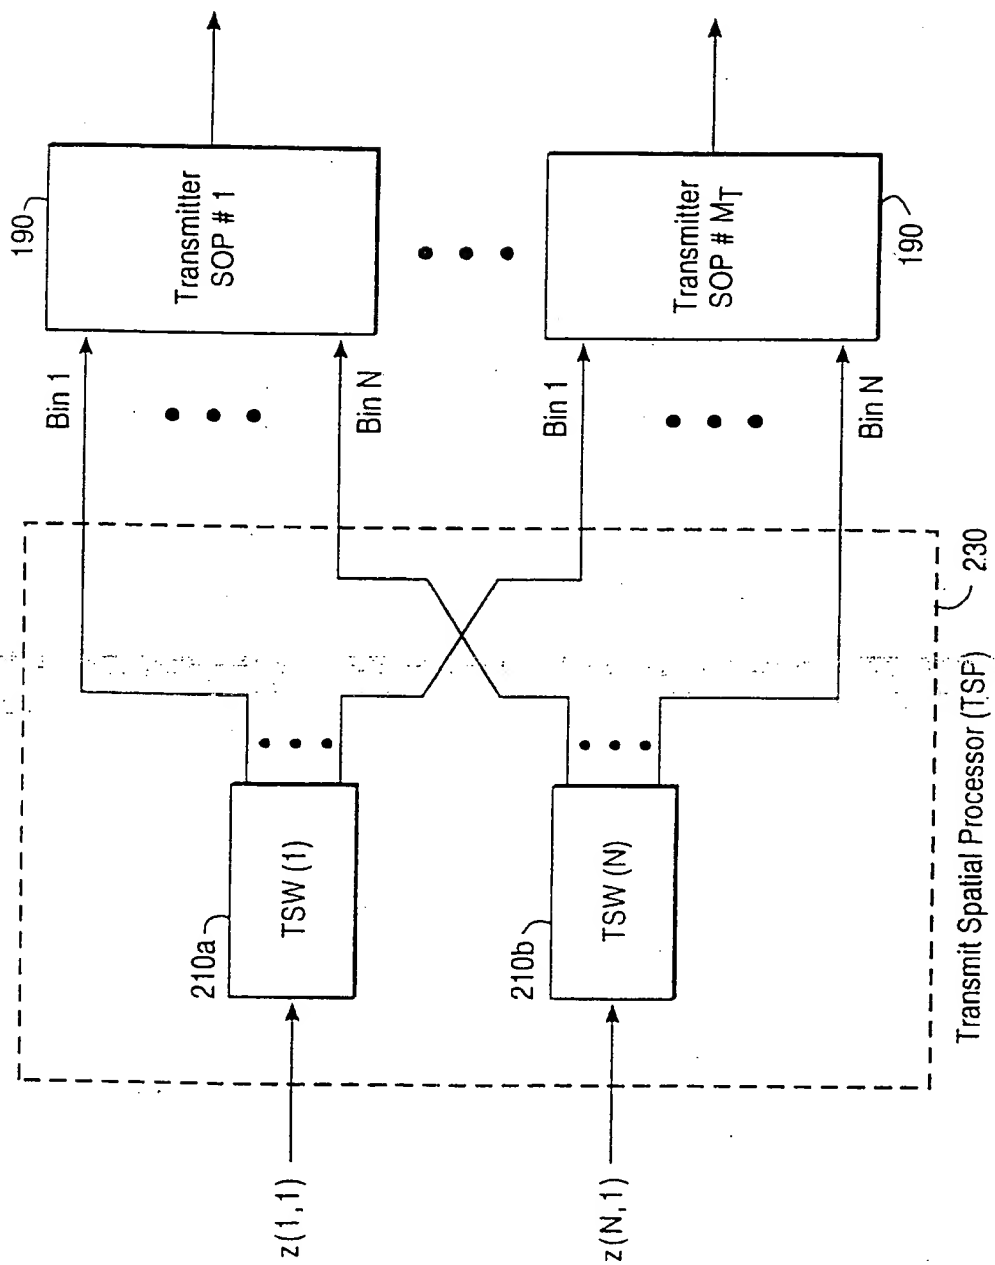 z(1,1)
210a
TSW (1)
Bin 1
Bin N
190
Transmitter
SOP # 1
z(N,1)
210b
TSW (N)
Bin 1
Bin N
Transmitter
SOP # MT
190
Transmit Spatial Processor (TSP)
230